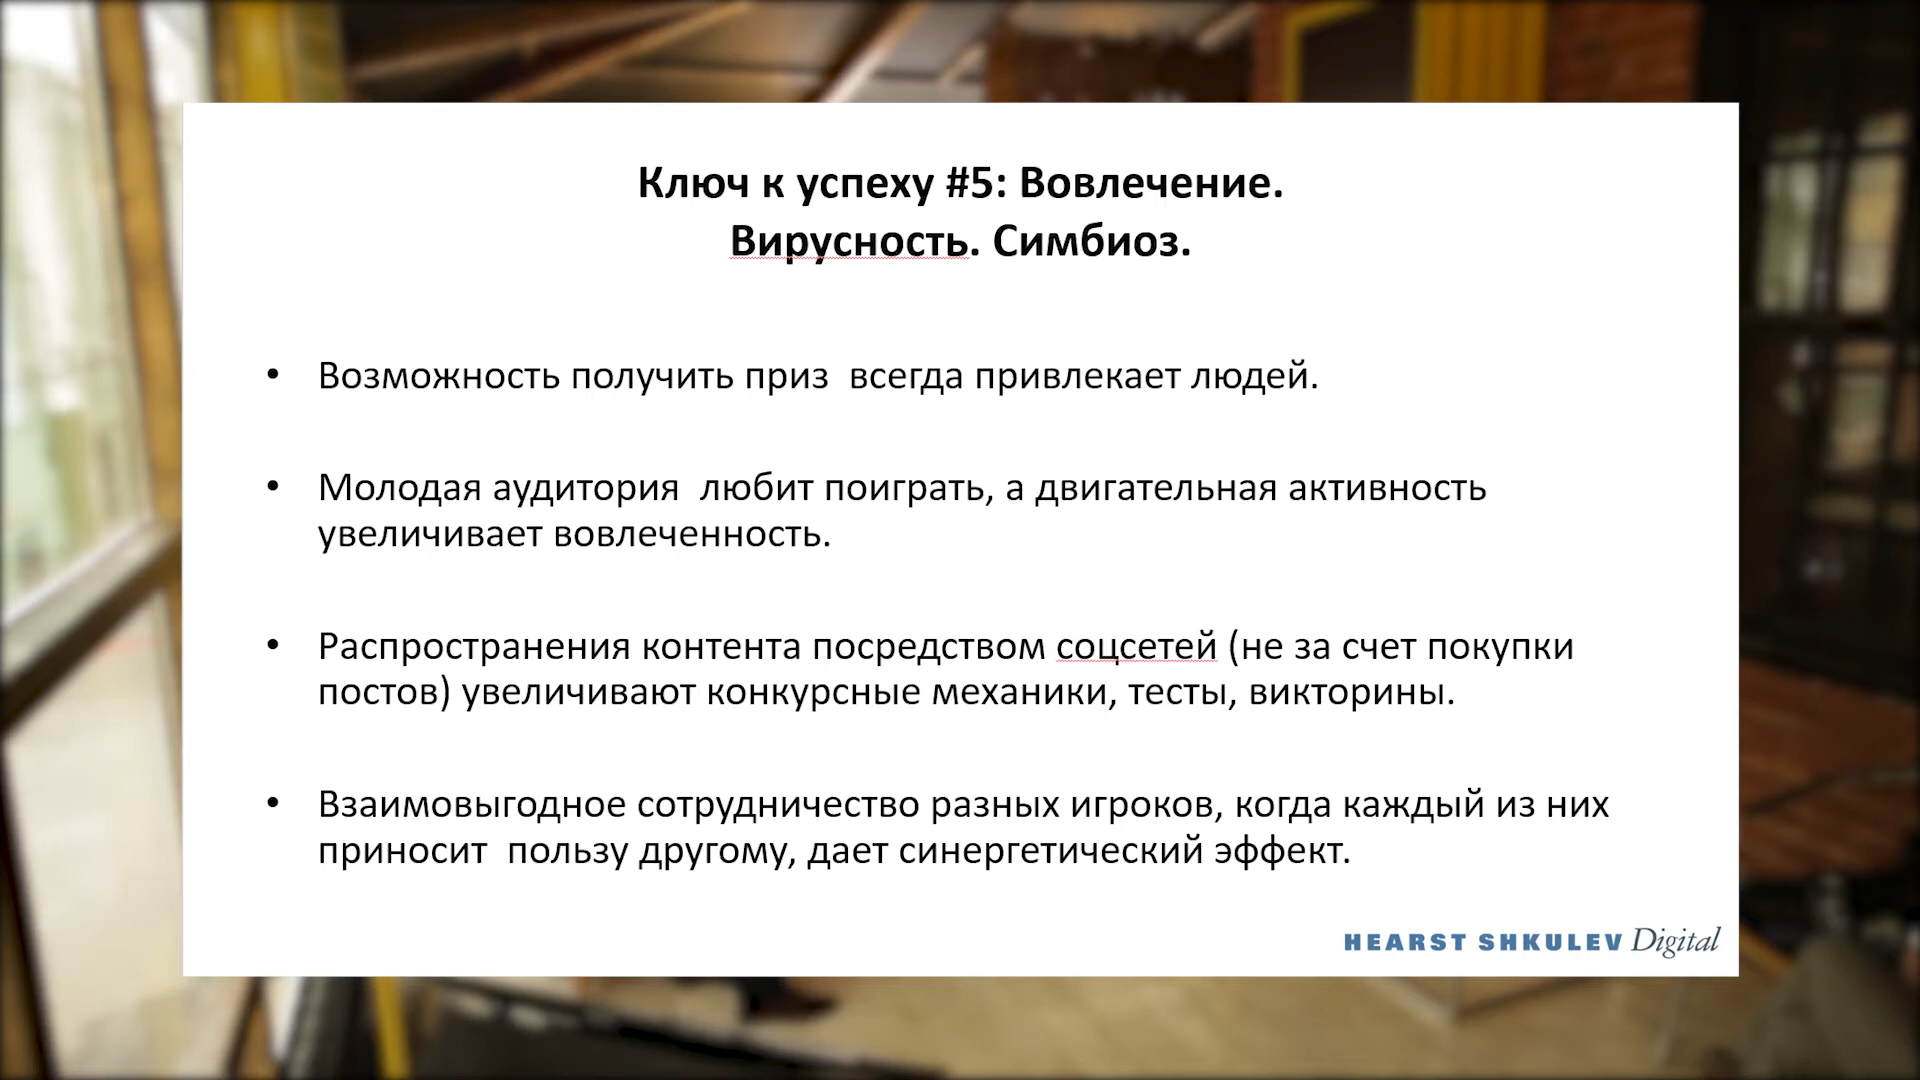 Ключ к успеху #5: Вовлечение.
Вирусность. Симбиоз.
• Возможность получить приз  всегда привлекает людей.
• Молодая аудитория  любит поиграть, а двигательная активность
увеличивает вовлеченность.
• Распространения контента посредством соцсетей (не за счет покупки
постов) увеличивают конкурсные механики, тесты, викторины.
• Взаимовыгодное сотрудничество разных игроков, когда каждый из них
приносит  пользу другому, дает синергетический эффект.
HEARST SHKULEV Digital